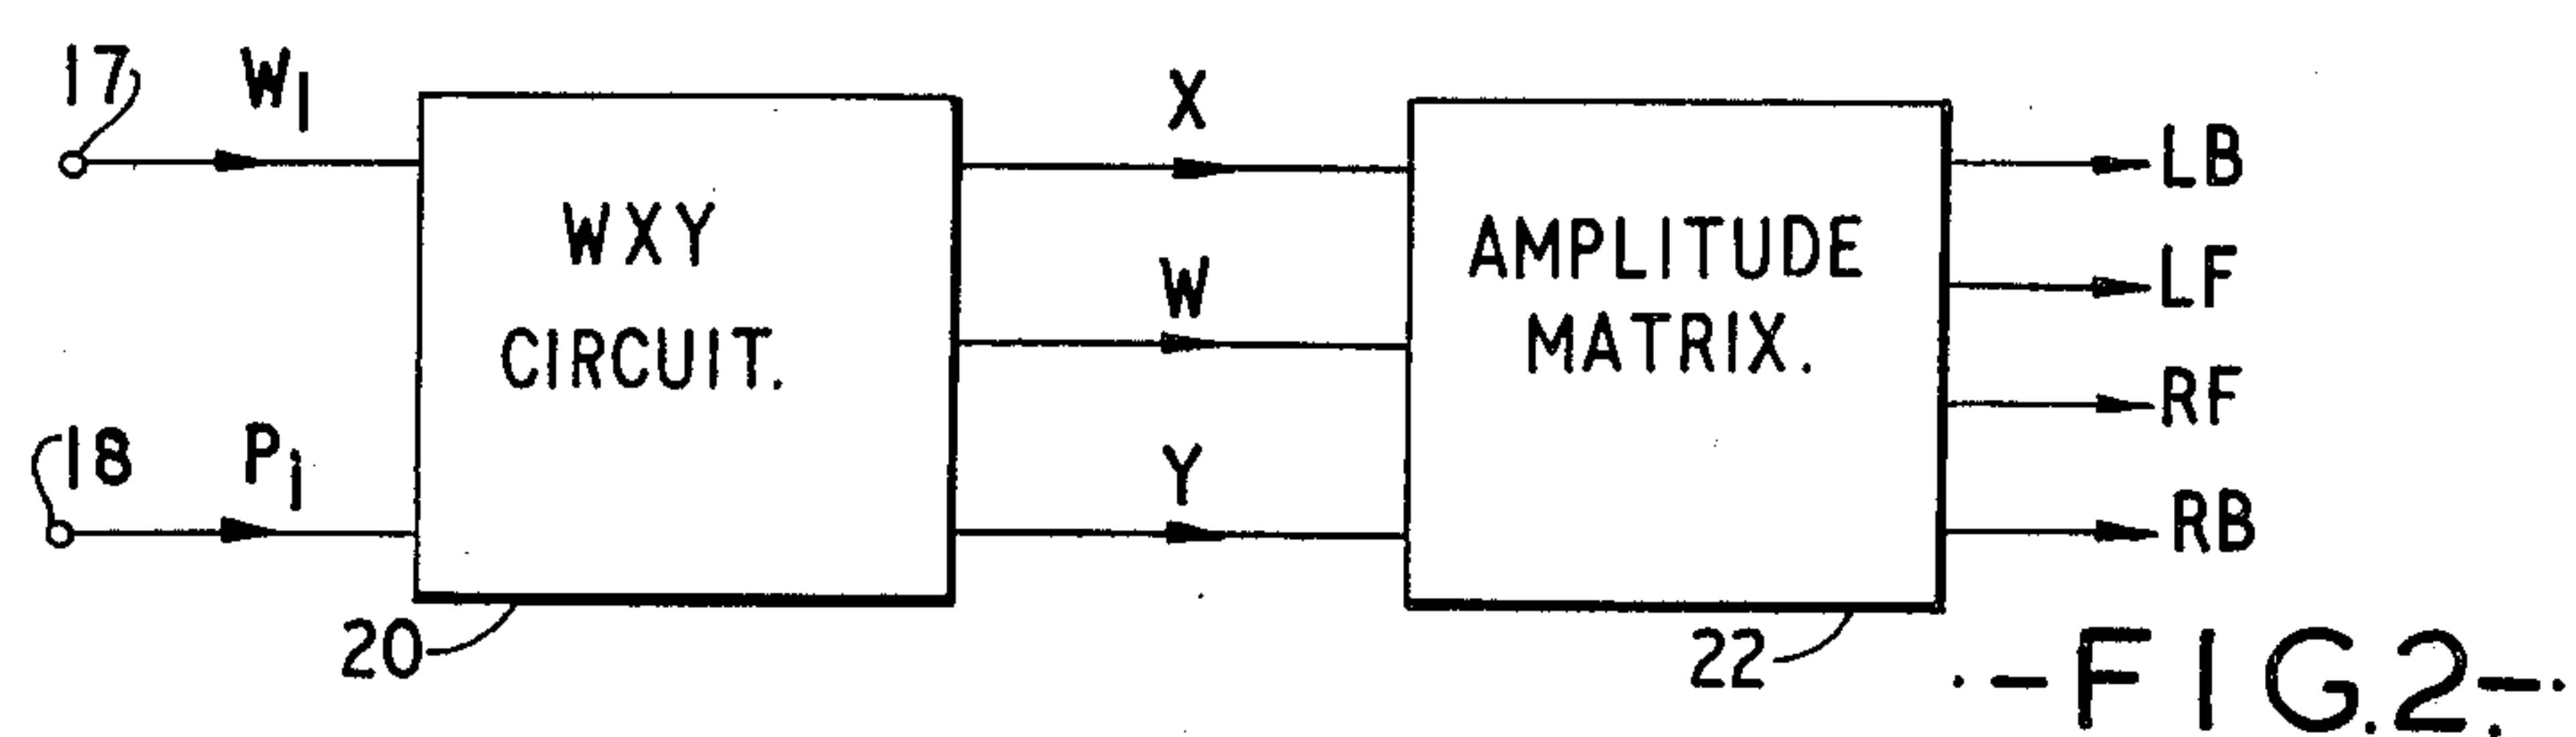 17 W1
X
LB
WXY
CIRCUIT.
AMPLITUDE
MATRIX.
W
LF
RF
18 P1
Y
RB
20
22
.-FIG.2-.